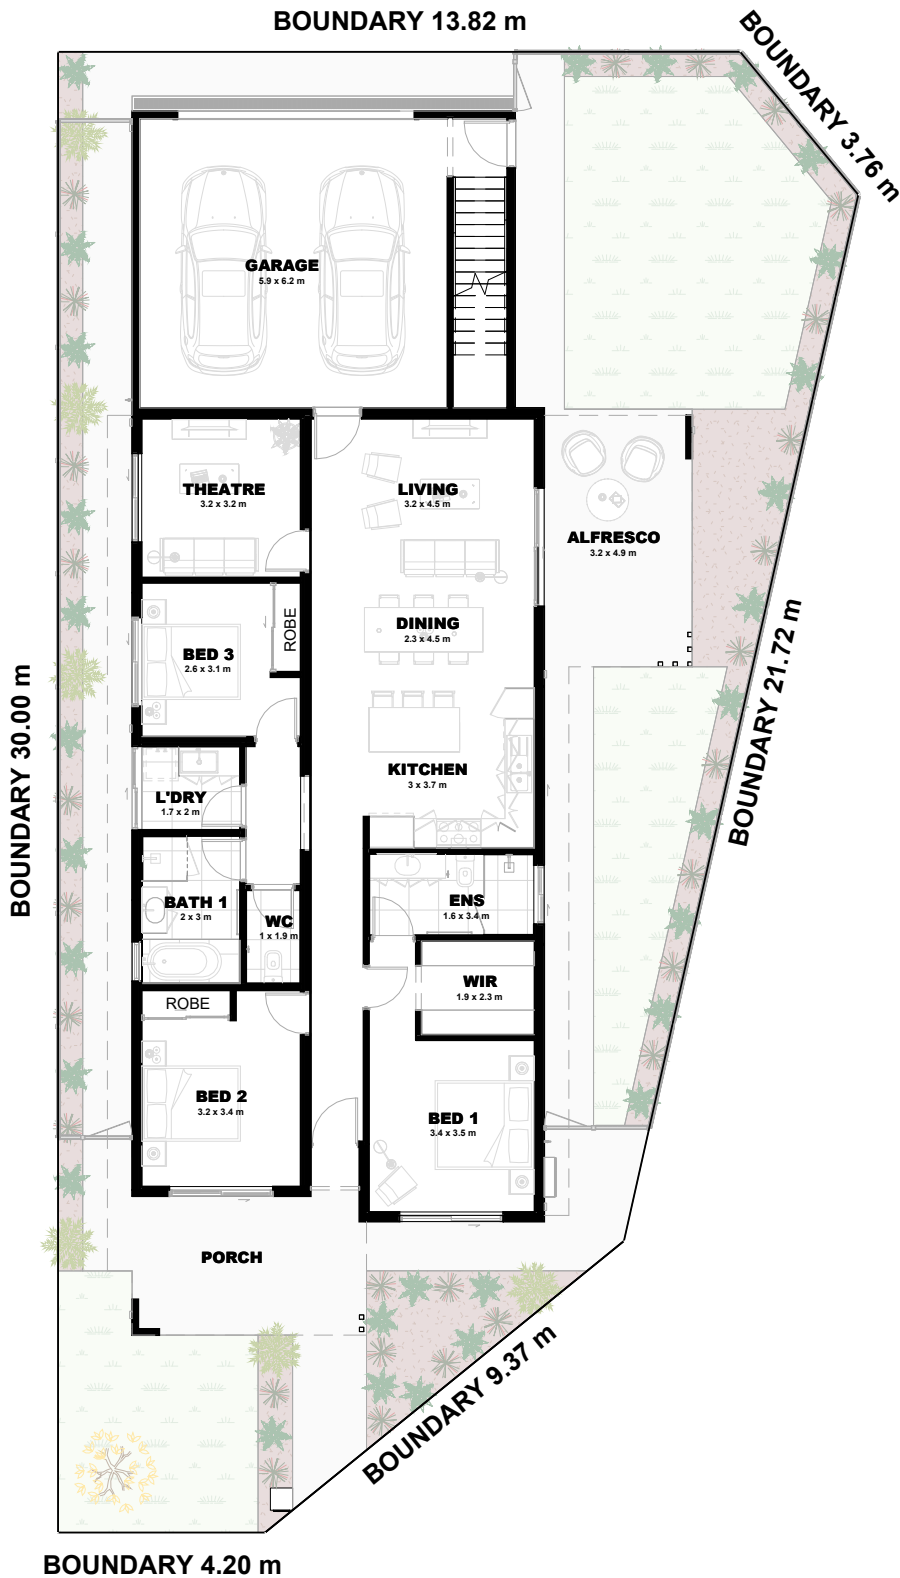 BOUNDARY 13.82 m
BOUNDARY 3.76 m
GARAGE
5.9 x 6.2 m
THEATRE
3.2 x 3.2 m
LIVING
3.2 x 4.5 m
ALFRESCO
3.2 x 4.9 m
ROBE
DINING
2.3 x 4.5 m
BED 3
2.6 x 3.1 m
BOUNDARY 21.72 m
BOUNDARY 30.00 m
KITCHEN
3 x 3.7 m
L'DRY
1.7 x 2 m
BATH 1
2 x 3 m
ENS
1.6 x 3.4 m
WC
1 x 1.9 m
WIR
1.9 x 2.3 m
ROBE
BED 2
3.2 x 3.4 m
BED 1
3.4 x 3.5 m
PORCH
BOUNDARY 9.37 m
BOUNDARY 4.20 m